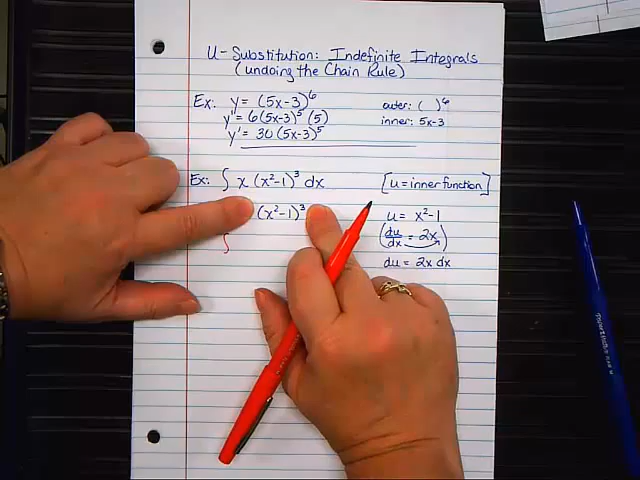 U-Substitution: Indefinite Integrals
(undoing the Chain Rule)
Ex: y = (5x-3)^6
y' = 6(5x-3)^5 (5)
y' = 30(5x-3)^5
outer: ( )^6
inner: 5x-3
Ex: ∫ x (x²-1)³ dx
(x²-1)³
∫
[u = inner function]
u = x²-1
(du/dx = 2x)
du = 2x dx